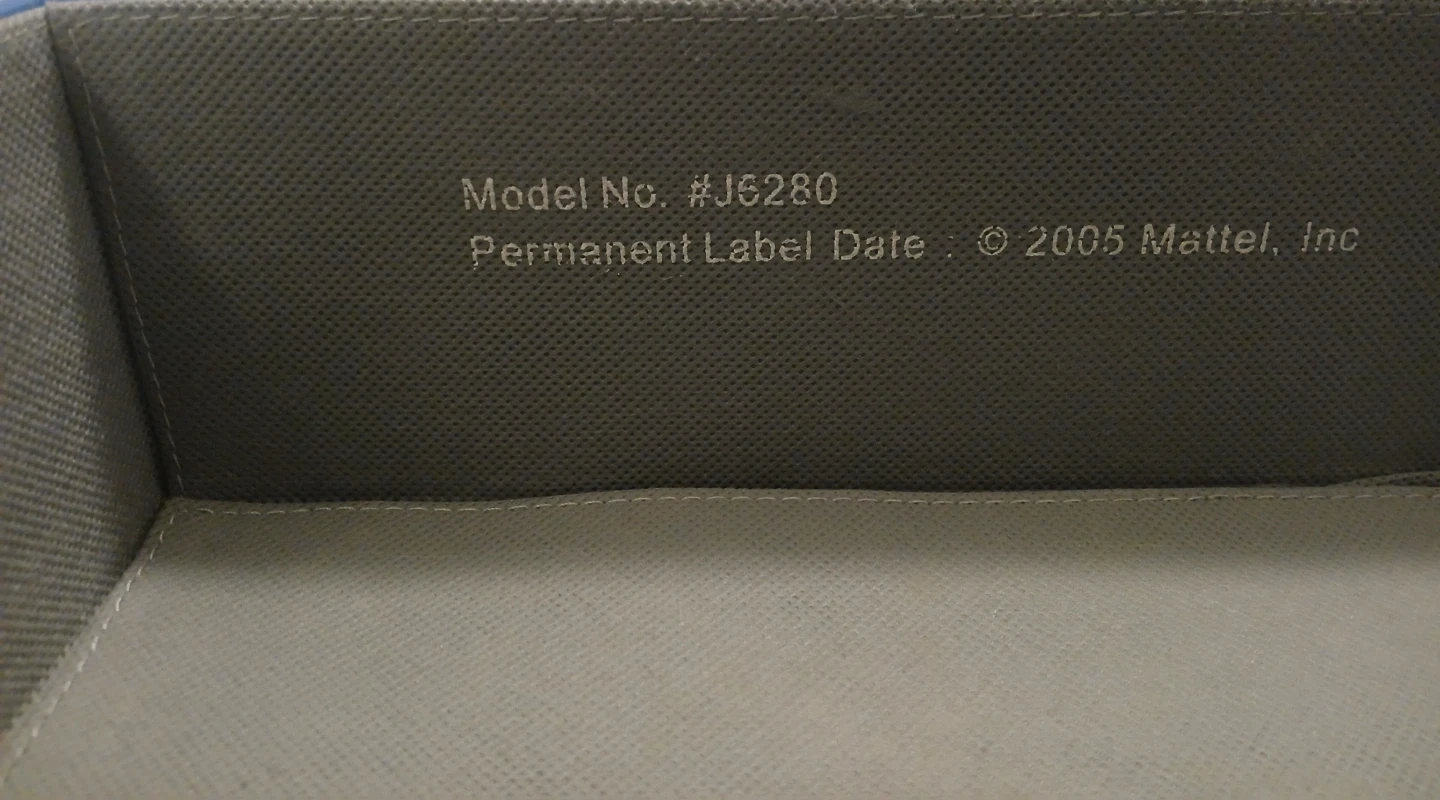 Model No. #J6280
Permanent Label Date : © 2005 Mattel, Inc